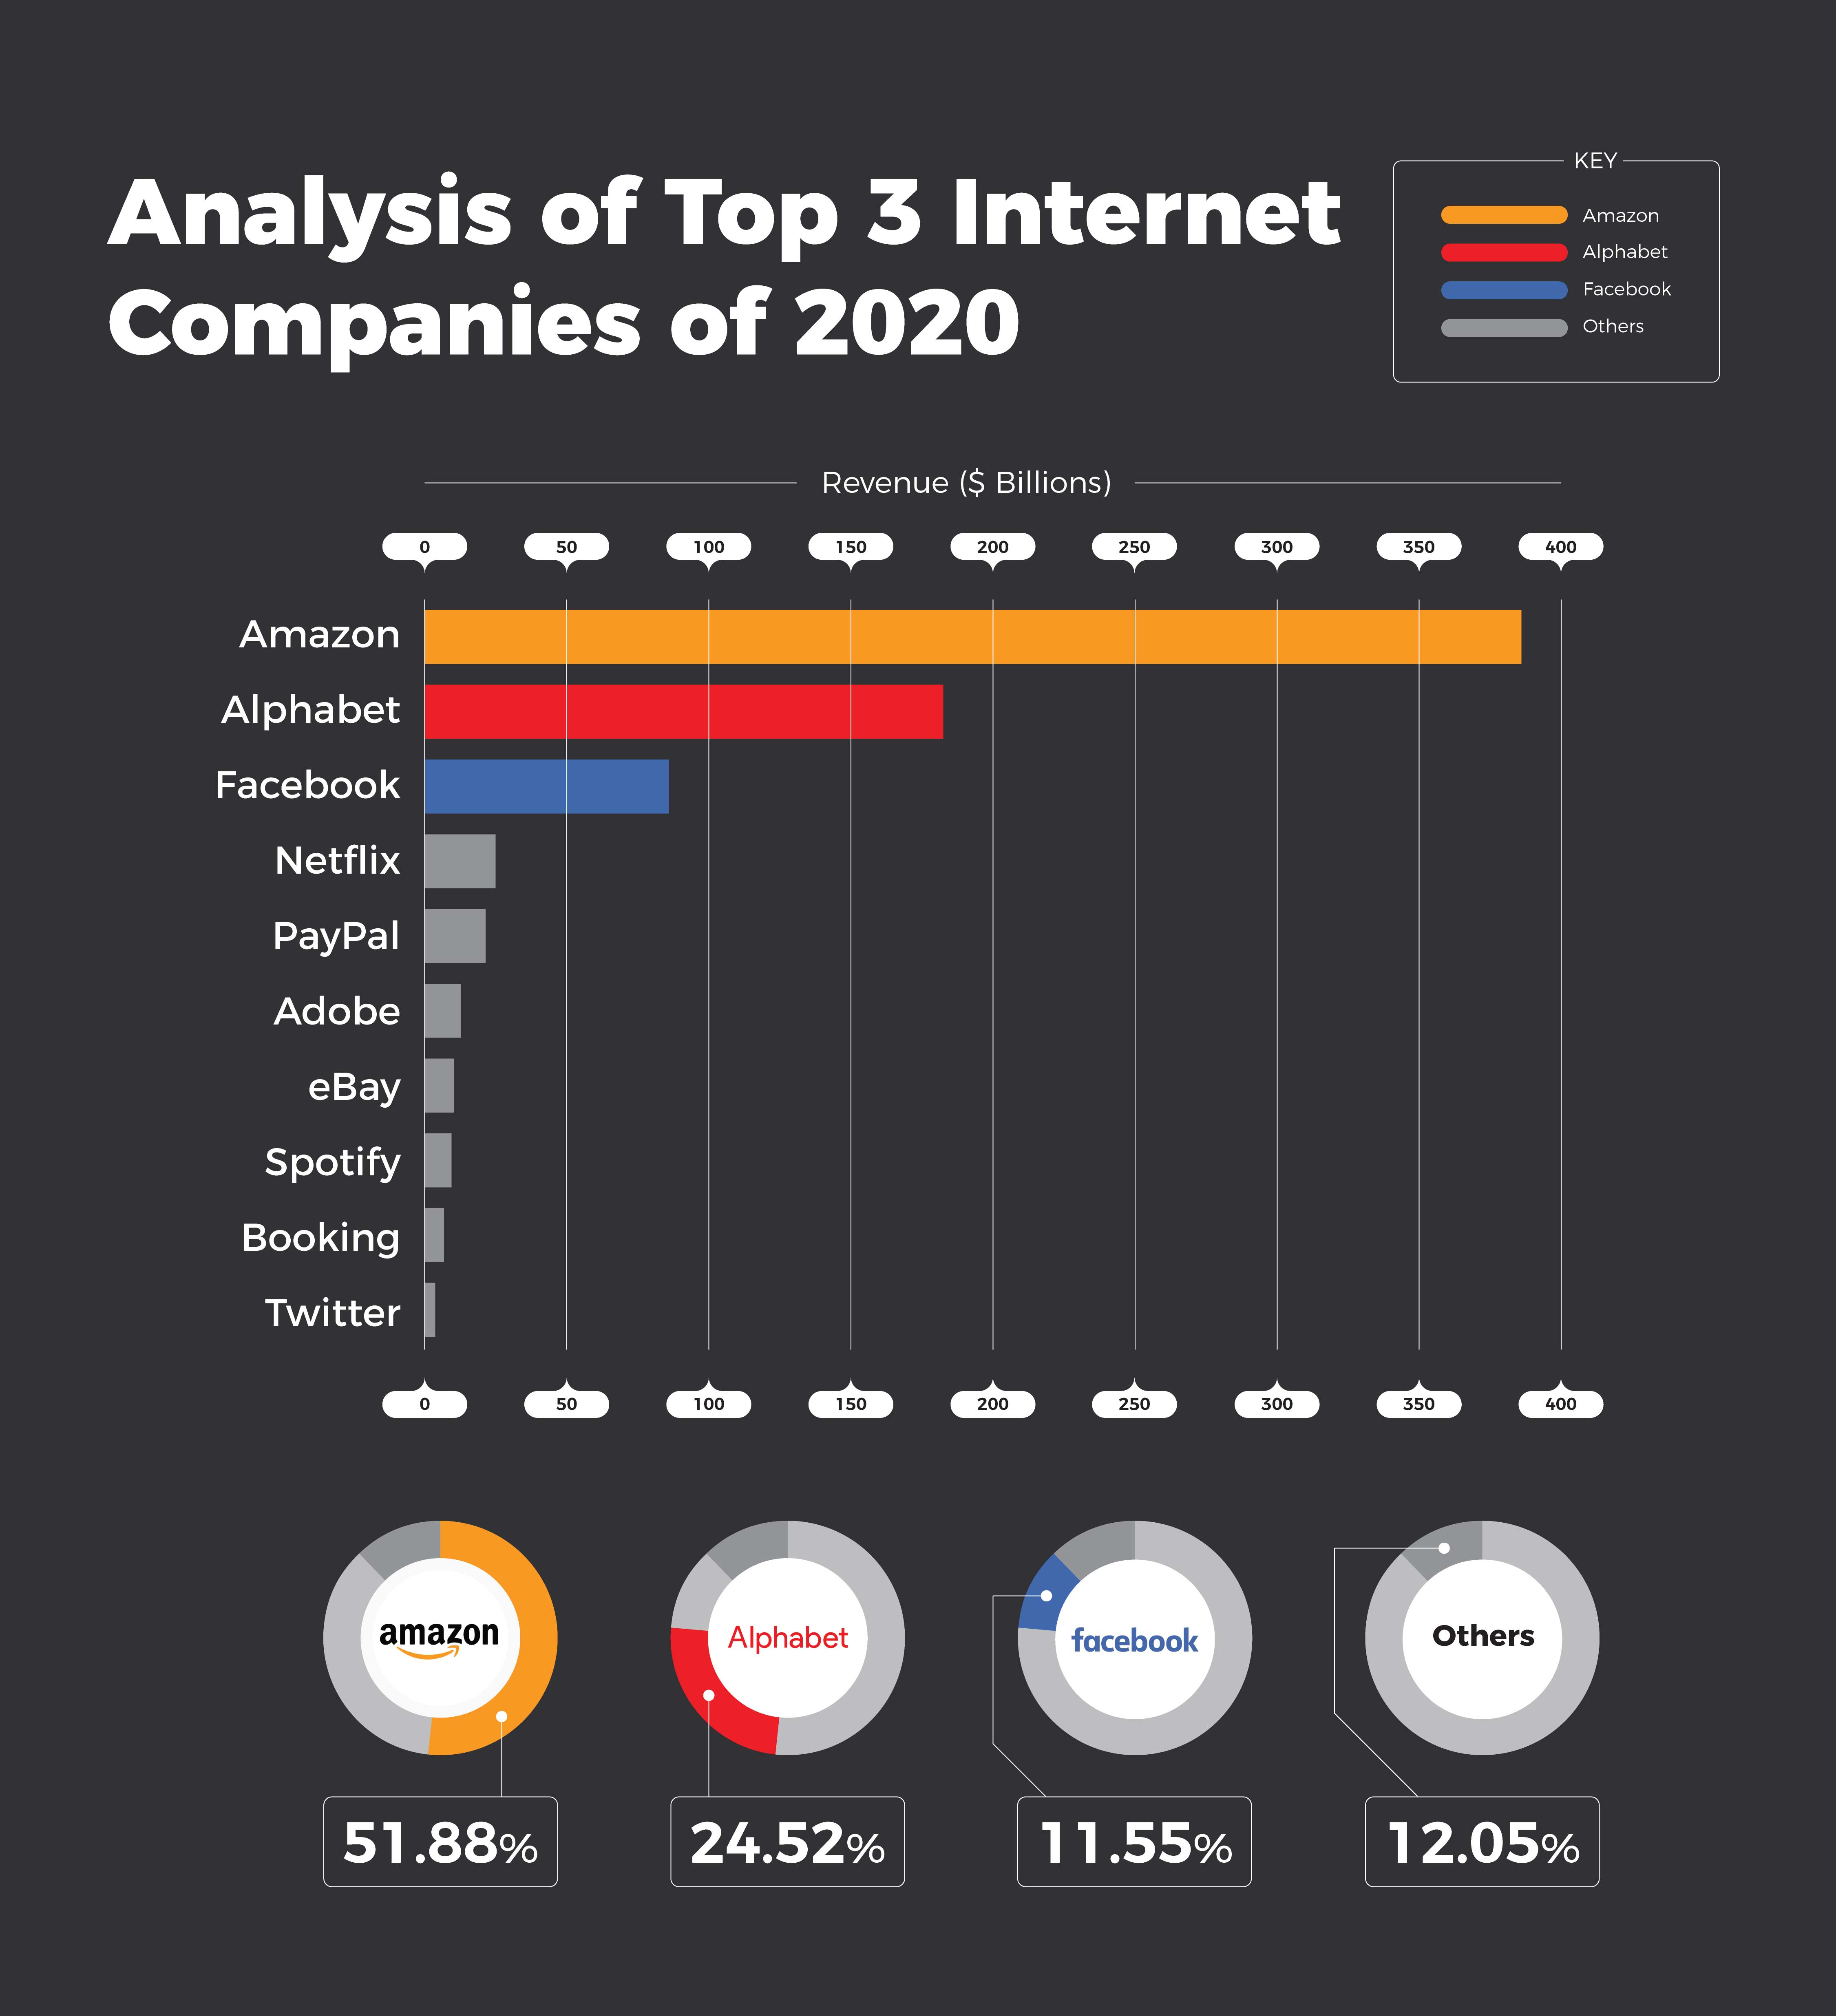 Analysis of Top 3 Internet
Companies of 2020
KEY
Amazon
Alphabet
Facebook
Others
Revenue ($ Billions)
0 50 100 150 200 250 300 350 400
Amazon
Alphabet
Facebook
Netflix
PayPal
Adobe
eBay
Spotify
Booking
Twitter
0 50 100 150 200 250 300 350 400
amazon Alphabet facebook Others
51.88% 24.52% 11.55% 12.05%